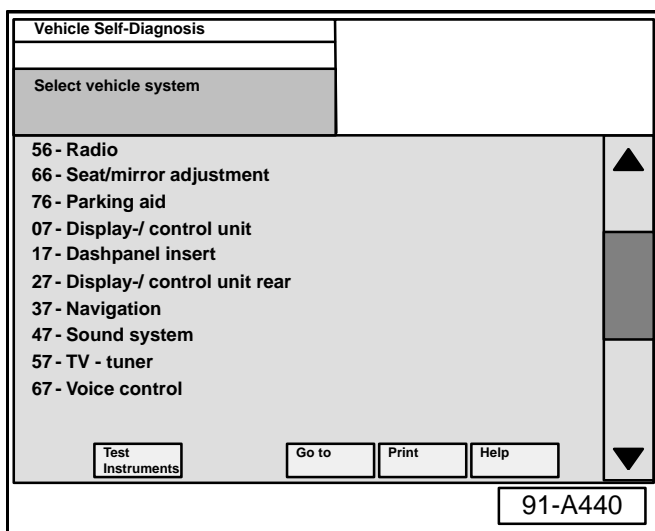 Vehicle Self-Diagnosis
Select vehicle system
56 - Radio
66 - Seat/mirror adjustment
76 - Parking aid
07 - Display-/ control unit
17 - Dashpanel insert
27 - Display-/ control unit rear
37 - Navigation
47 - Sound system
57 - TV - tuner
67 - Voice control
Test
Instruments
Go to
Print
Help
91-A440